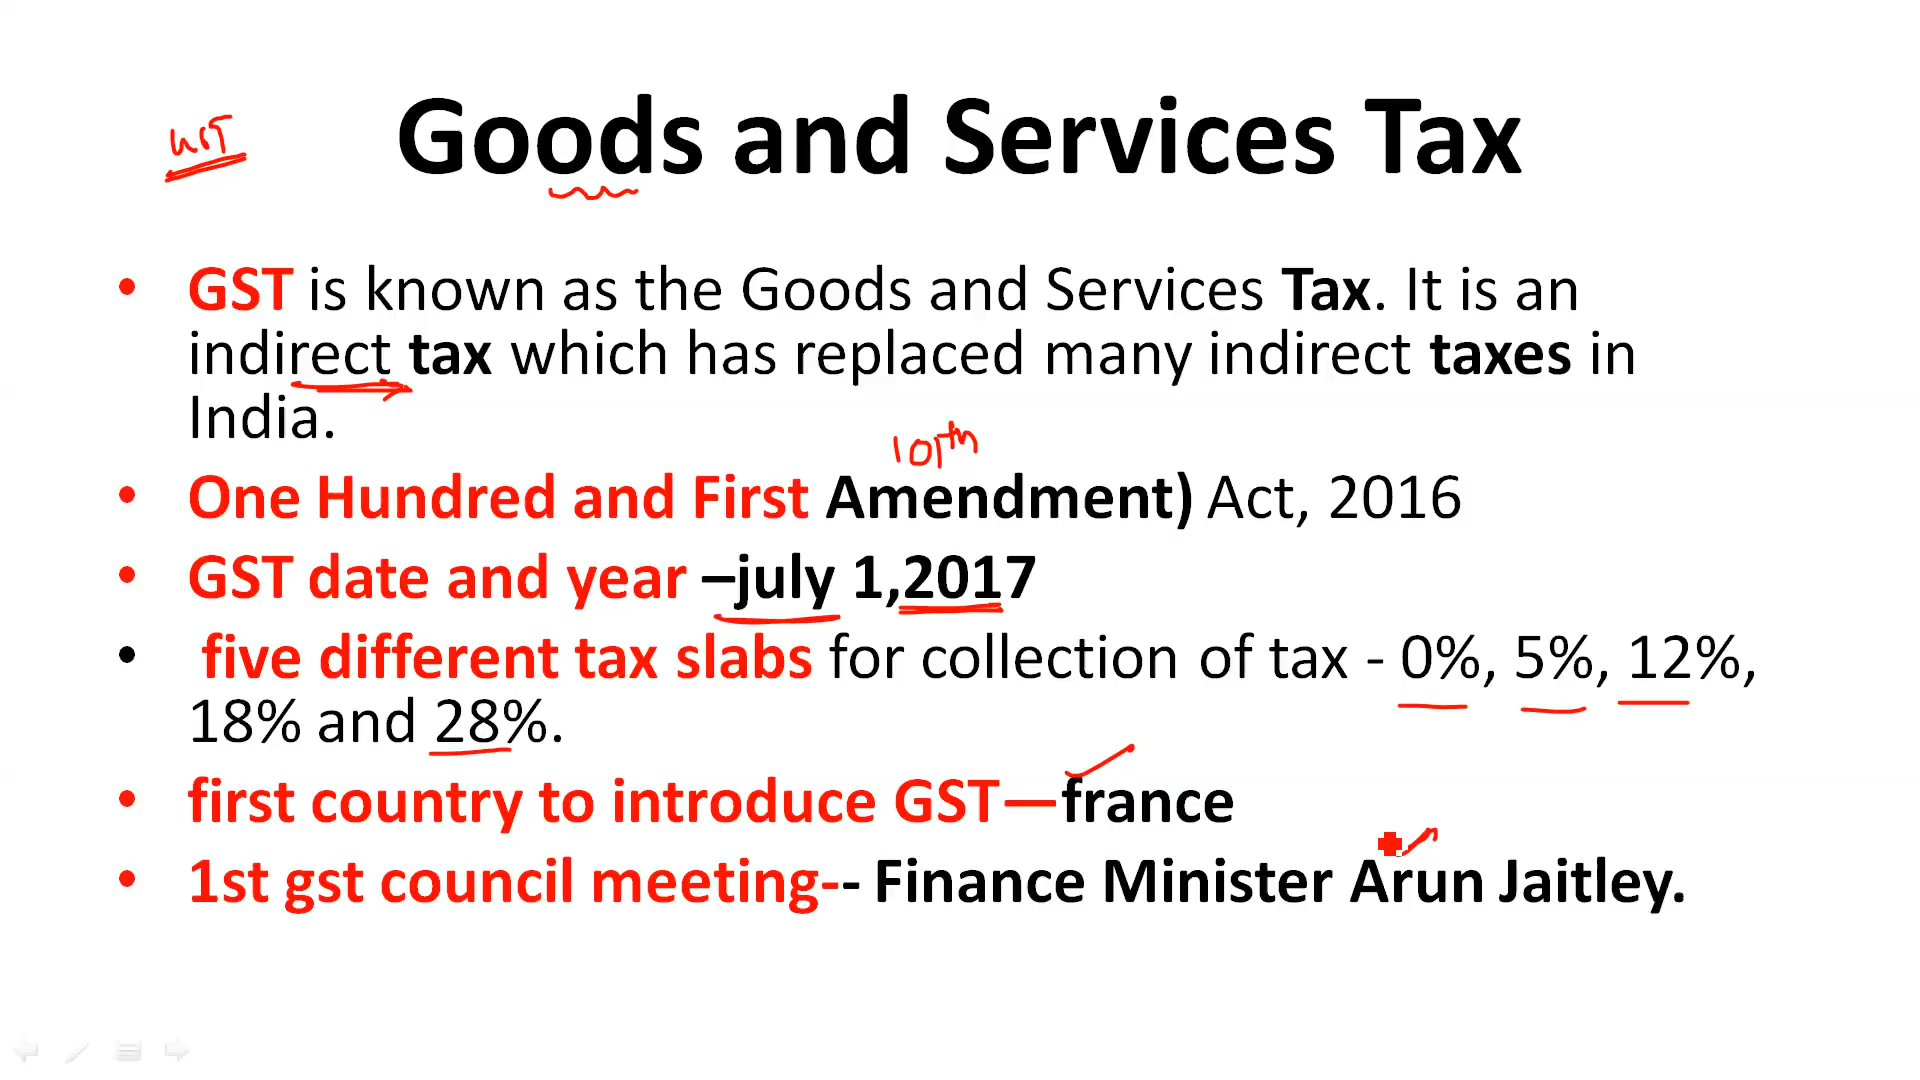 Goods and Services Tax
• GST is known as the Goods and Services Tax. It is an
indirect tax which has replaced many indirect taxes in
India.
101th
• One Hundred and First Amendment) Act, 2016
• GST date and year –july 1,2017
• five different tax slabs for collection of tax - 0%, 5%, 12%,
18% and 28%.
• first country to introduce GST—france
• 1st gst council meeting-- Finance Minister Arun Jaitley.